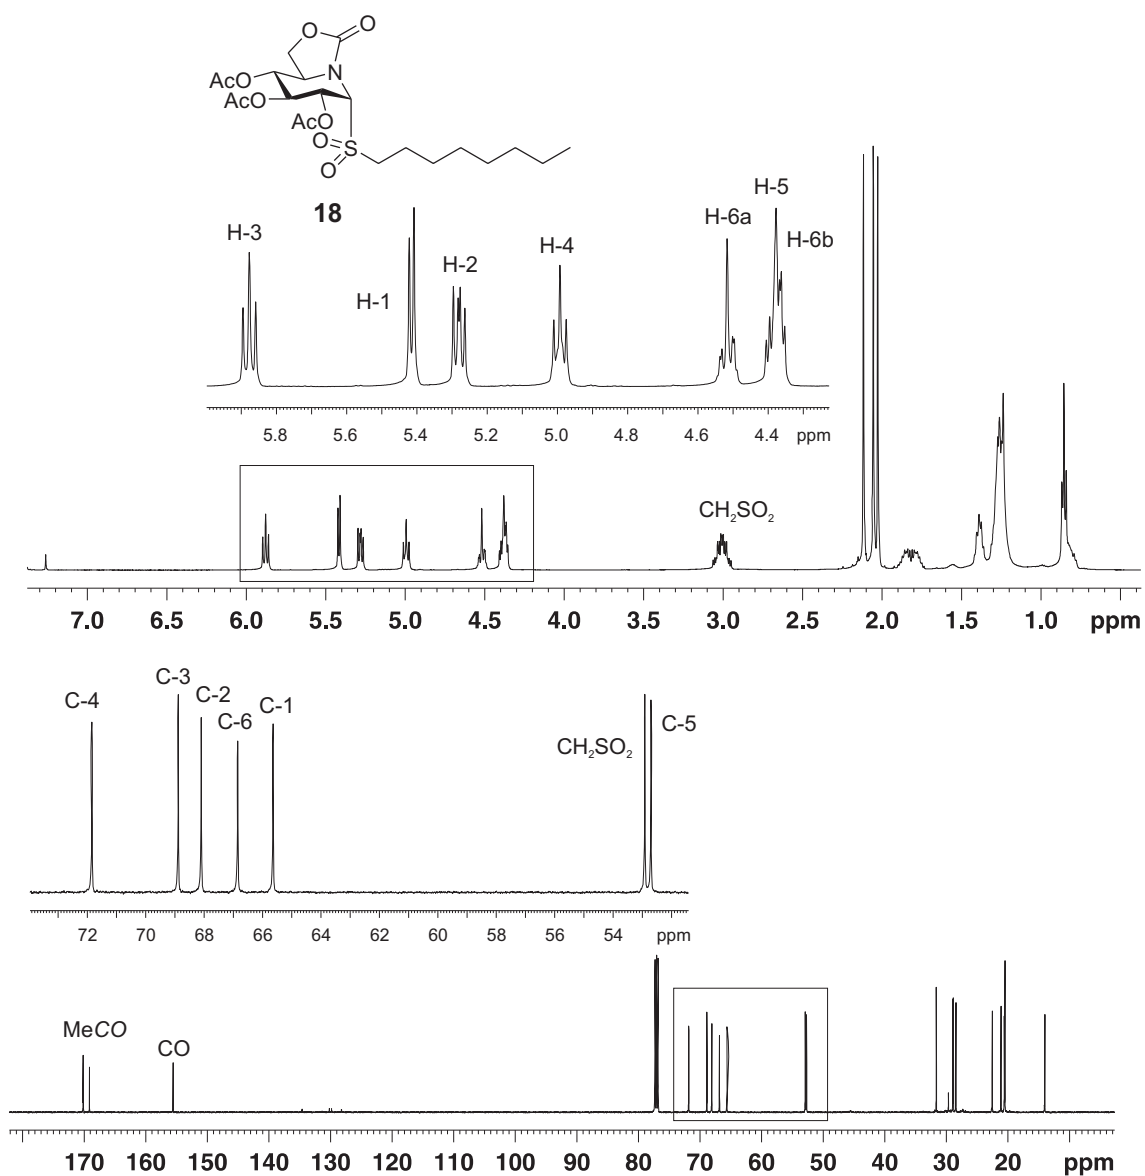 O
O
N
AcO
AcO
AcO
O
S
O
18
H-3
H-1
H-2
H-4
H-6a
H-5
H-6b
5.8 5.6 5.4 5.2 5.0 4.8 4.6 4.4 ppm
CH₂SO₂
7.0 6.5 6.0 5.5 5.0 4.5 4.0 3.5 3.0 2.5 2.0 1.5 1.0 ppm
C-4
C-3
C-2
C-6
C-1
CH₂SO₂
C-5
72 70 68 66 64 62 60 58 56 54 ppm
MeCO
CO
170 160 150 140 130 120 110 100 90 80 70 60 50 40 30 20 ppm